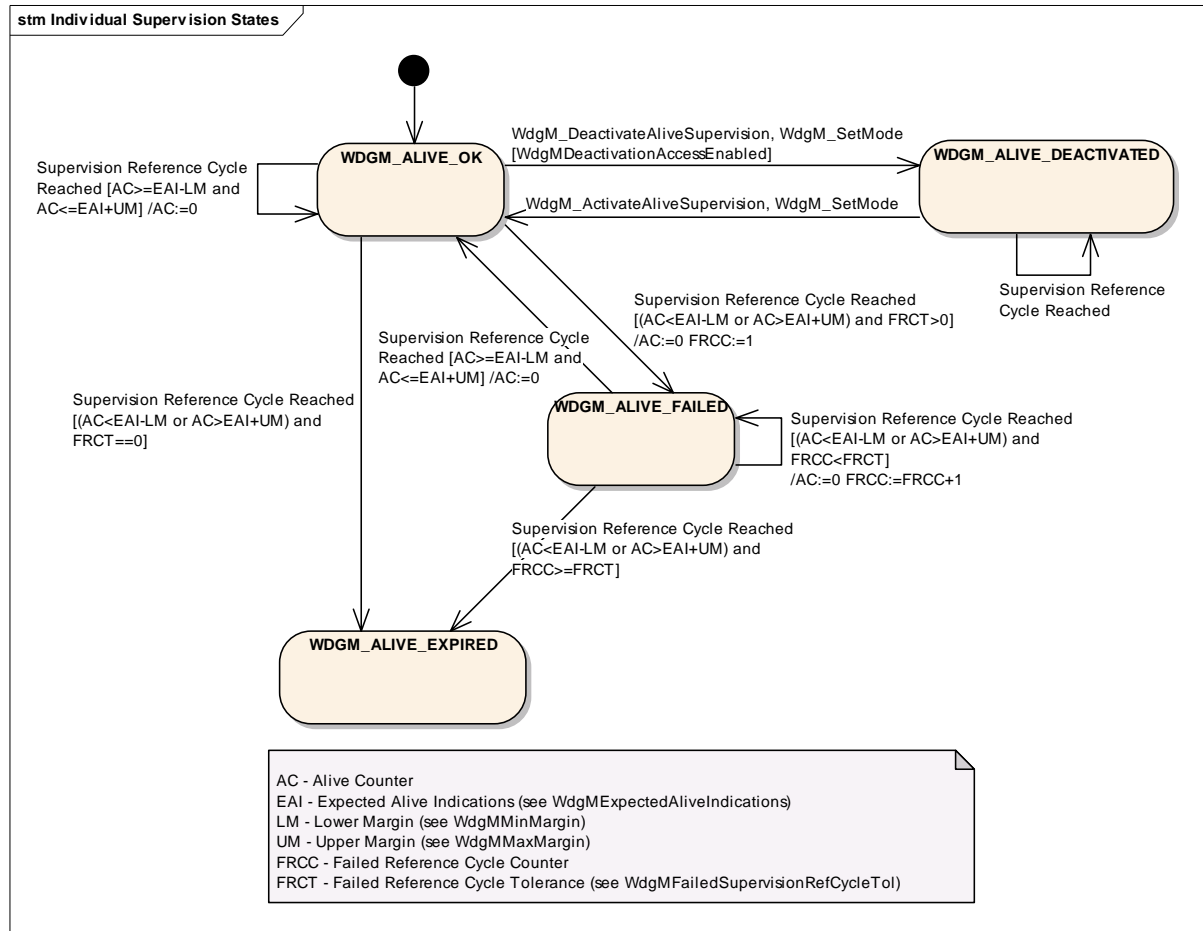 stm Individual Supervision States
WDGM_ALIVE_OK
Supervision Reference Cycle
Reached [AC>=EAI-LM and
AC<=EAI+UM] /AC:=0
WdgM_DeactivateAliveSupervision, WdgM_SetMode
[WdgMDeactivationAccessEnabled]
WDGM_ALIVE_DEACTIVATED
WdgM_ActivateAliveSupervision, WdgM_SetMode
Supervision Reference
Cycle Reached
Supervision Reference Cycle Reached
[(AC<EAI-LM or AC>EAI+UM) and FRCT>0]
/AC:=0 FRCC:=1
Supervision Reference Cycle
Reached [AC>=EAI-LM and
AC<=EAI+UM] /AC:=0
Supervision Reference Cycle Reached
[(AC<EAI-LM or AC>EAI+UM) and
FRCT==0]
WDGM_ALIVE_FAILED
Supervision Reference Cycle Reached
[(AC<EAI-LM or AC>EAI+UM) and
FRCC<FRCT]
/AC:=0 FRCC:=FRCC+1
Supervision Reference Cycle Reached
[(AC<EAI-LM or AC>EAI+UM) and
FRCC>=FRCT]
WDGM_ALIVE_EXPIRED
AC - Alive Counter
EAI - Expected Alive Indications (see WdgMExpectedAliveIndications)
LM - Lower Margin (see WdgMMinMargin)
UM - Upper Margin (see WdgMMaxMargin)
FRCC - Failed Reference Cycle Counter
FRCT - Failed Reference Cycle Tolerance (see WdgMFailedSupervisionRefCycleTol)